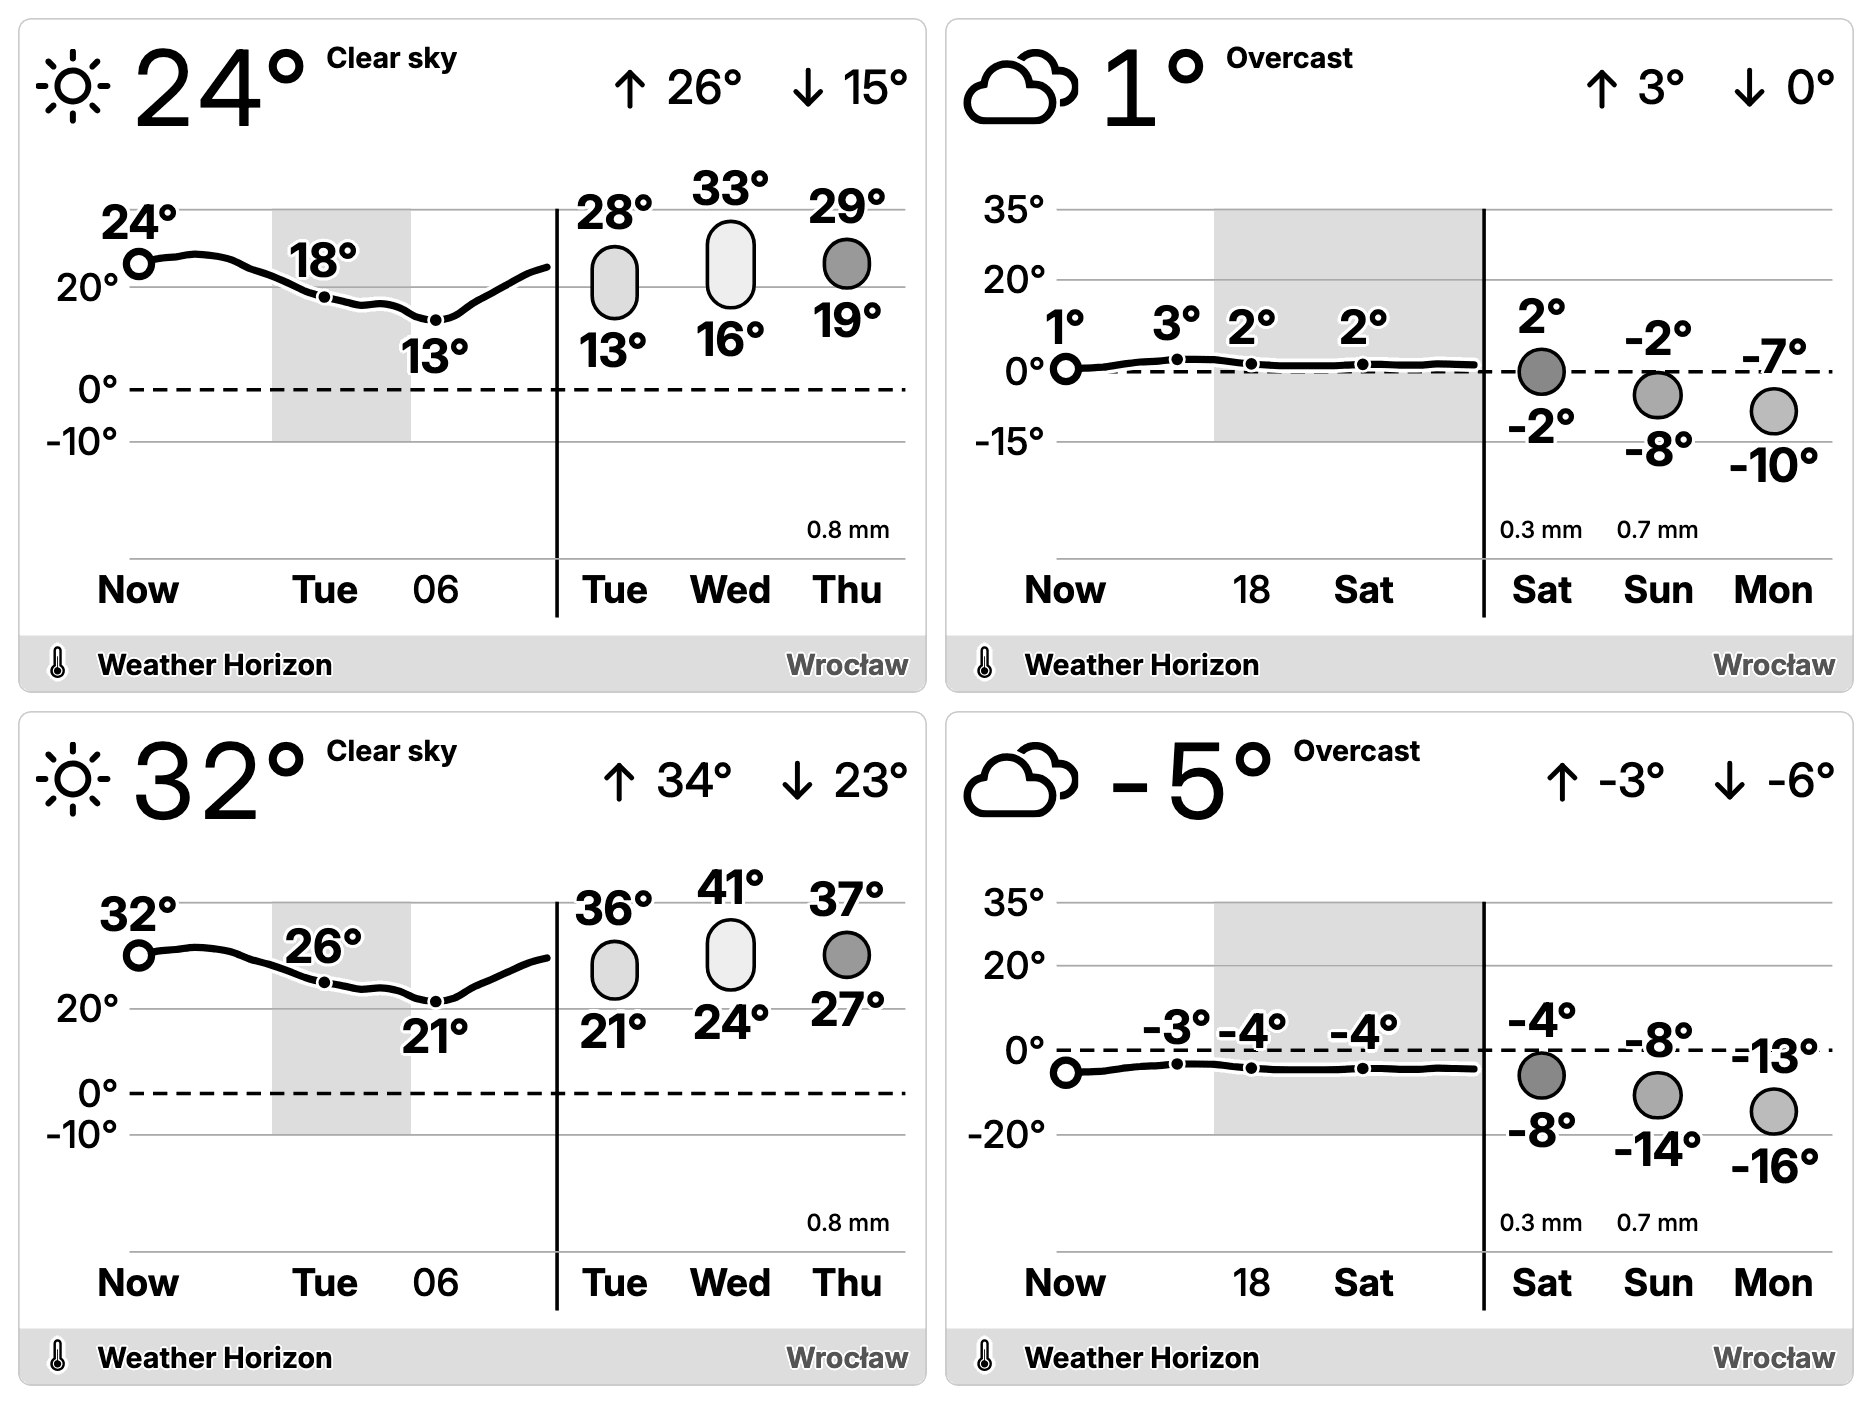 24° Clear sky ↑ 26° ↓ 15°
33°
28° 29°
24°
18°
20°
13° 16° 19°
13°
0°
-10°
0.8 mm
Now Tue 06 Tue Wed Thu
Weather Horizon Wrocław
1° Overcast ↑ 3° ↓ 0°
35°
20°
1° 3° 2° 2° 2° -2° -7°
0°
-2° -8° -10°
-15°
0.3 mm 0.7 mm
Now 18 Sat Sat Sun Mon
Weather Horizon Wrocław
32° Clear sky ↑ 34° ↓ 23°
41°
36° 37°
32°
26°
20°
21° 21° 24° 27°
0°
-10°
0.8 mm
Now Tue 06 Tue Wed Thu
Weather Horizon Wrocław
-5° Overcast ↑ -3° ↓ -6°
35°
20°
-3° -4° -4° -4° -8° -13°
0°
-8° -14° -16°
-20°
0.3 mm 0.7 mm
Now 18 Sat Sat Sun Mon
Weather Horizon Wrocław